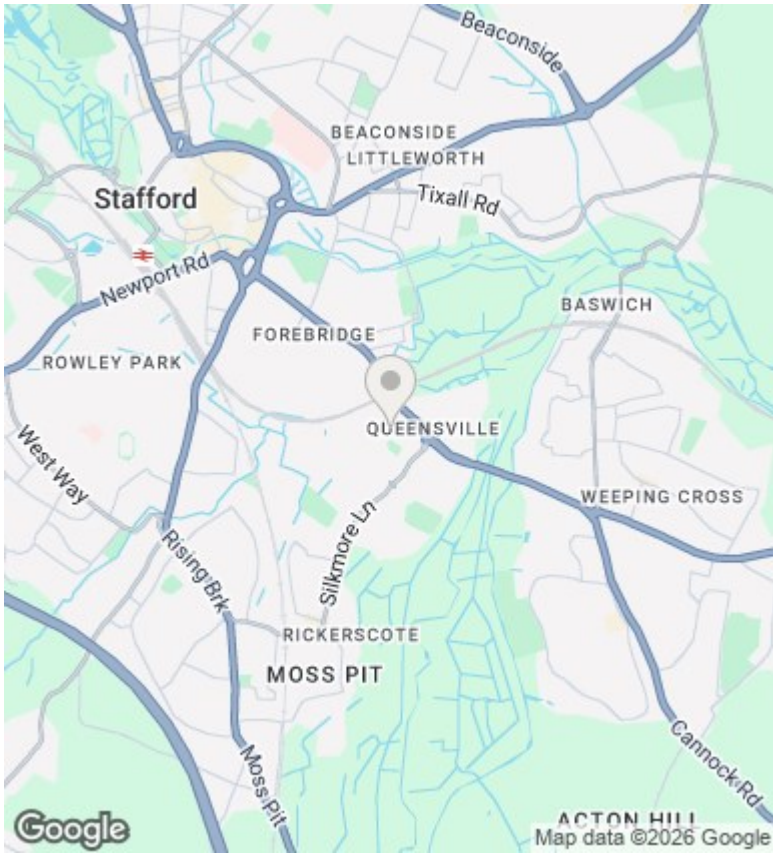 Beaconside
BEACONSIDE
LITTLEWORTH
Stafford
Tixall Rd
Newport Rd
BASWICH
FOREBRIDGE
ROWLEY PARK
QUEENSVILLE
West Way
WEEPING CROSS
Silkmore Ln
Rising Brk
RICKERSCOTE
MOSS PIT
Moss Pit
Cannock Rd
ACTON HILL
Google
Map data ©2026 Google